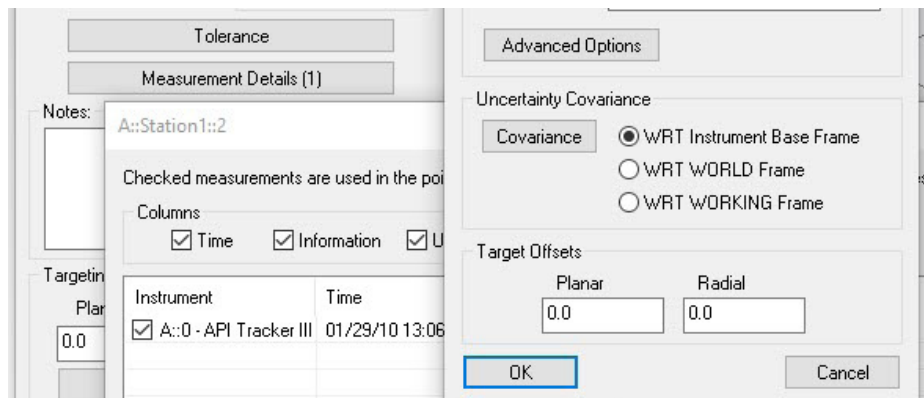 Tolerance
Measurement Details (1)
Notes:
A::Station1::2
Checked measurements are used in the poi
Columns
Time
Information
U
Targetin
Plar
0.0
Instrument
Time
A::0 - API Tracker III
01/29/10 13:06
Advanced Options
Uncertainty Covariance
Covariance
WRT Instrument Base Frame
WRT WORLD Frame
WRT WORKING Frame
Target Offsets
Planar
Radial
0.0
0.0
OK
Cancel